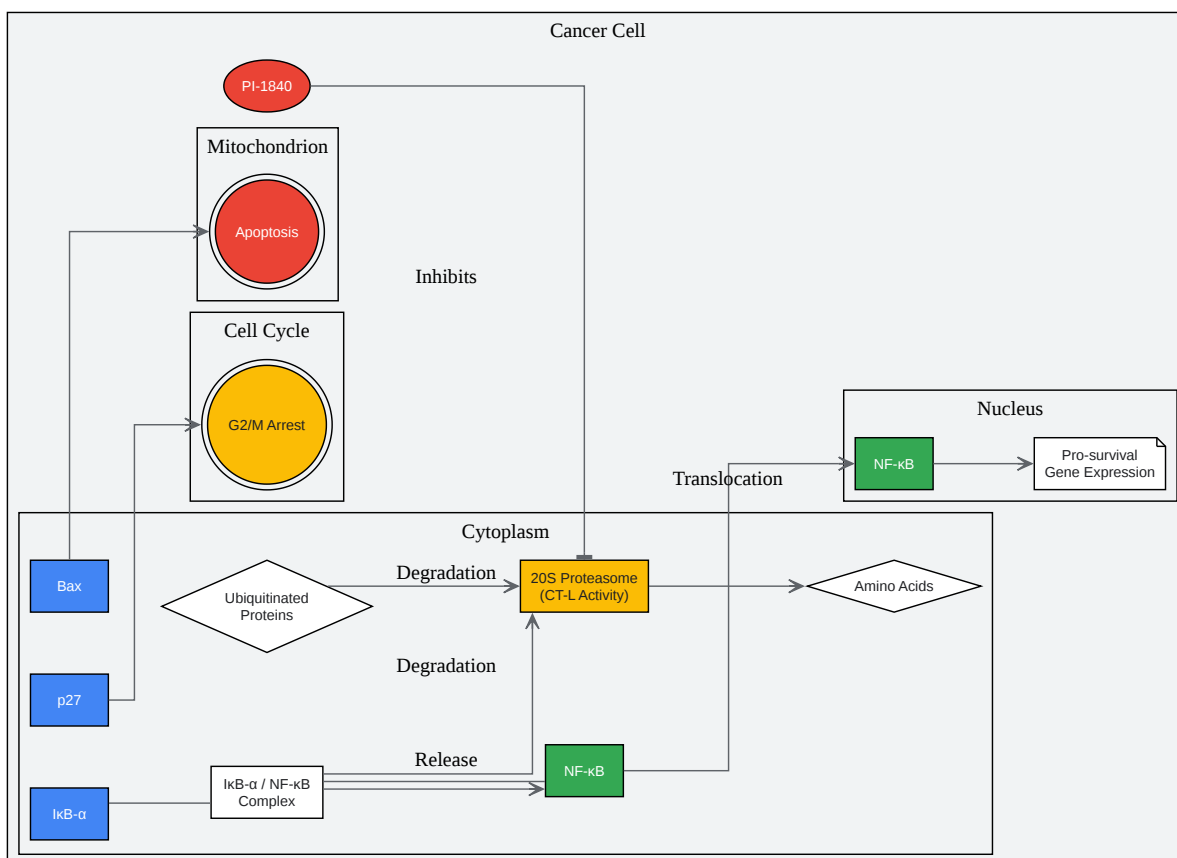 Cancer Cell
PI-1840
Mitochondrion
Apoptosis
Inhibits
Cell Cycle
G2/M Arrest
Nucleus
NF-κB
Pro-survival
Gene Expression
Translocation
Cytoplasm
Bax
Ubiquitinated
Proteins
Degradation
20S Proteasome
(CT-L Activity)
Amino Acids
Degradation
p27
Release
NF-κB
IκB-α / NF-κB
Complex
IκB-α